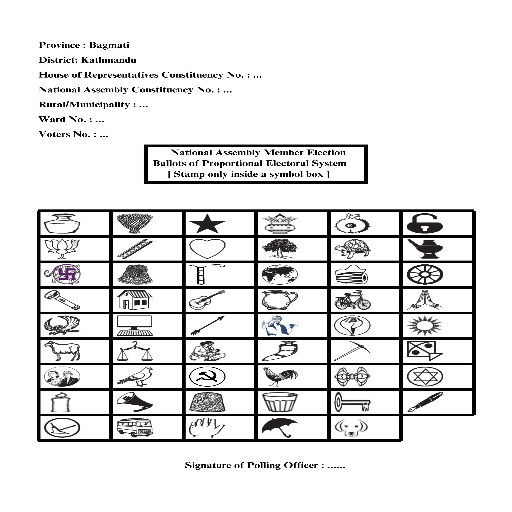 Province : Bagmati
District: Kathmandu
House of Representatives Constituency No. : ...
National Assembly Constituency No. : ...
Rural/Municipality : ...
Ward No. : ...
Voters No. : ...
National Assembly Member Election
Ballots of Proportional Electoral System
[ Stamp only inside a symbol box ]
Signature of Polling Officer : ......